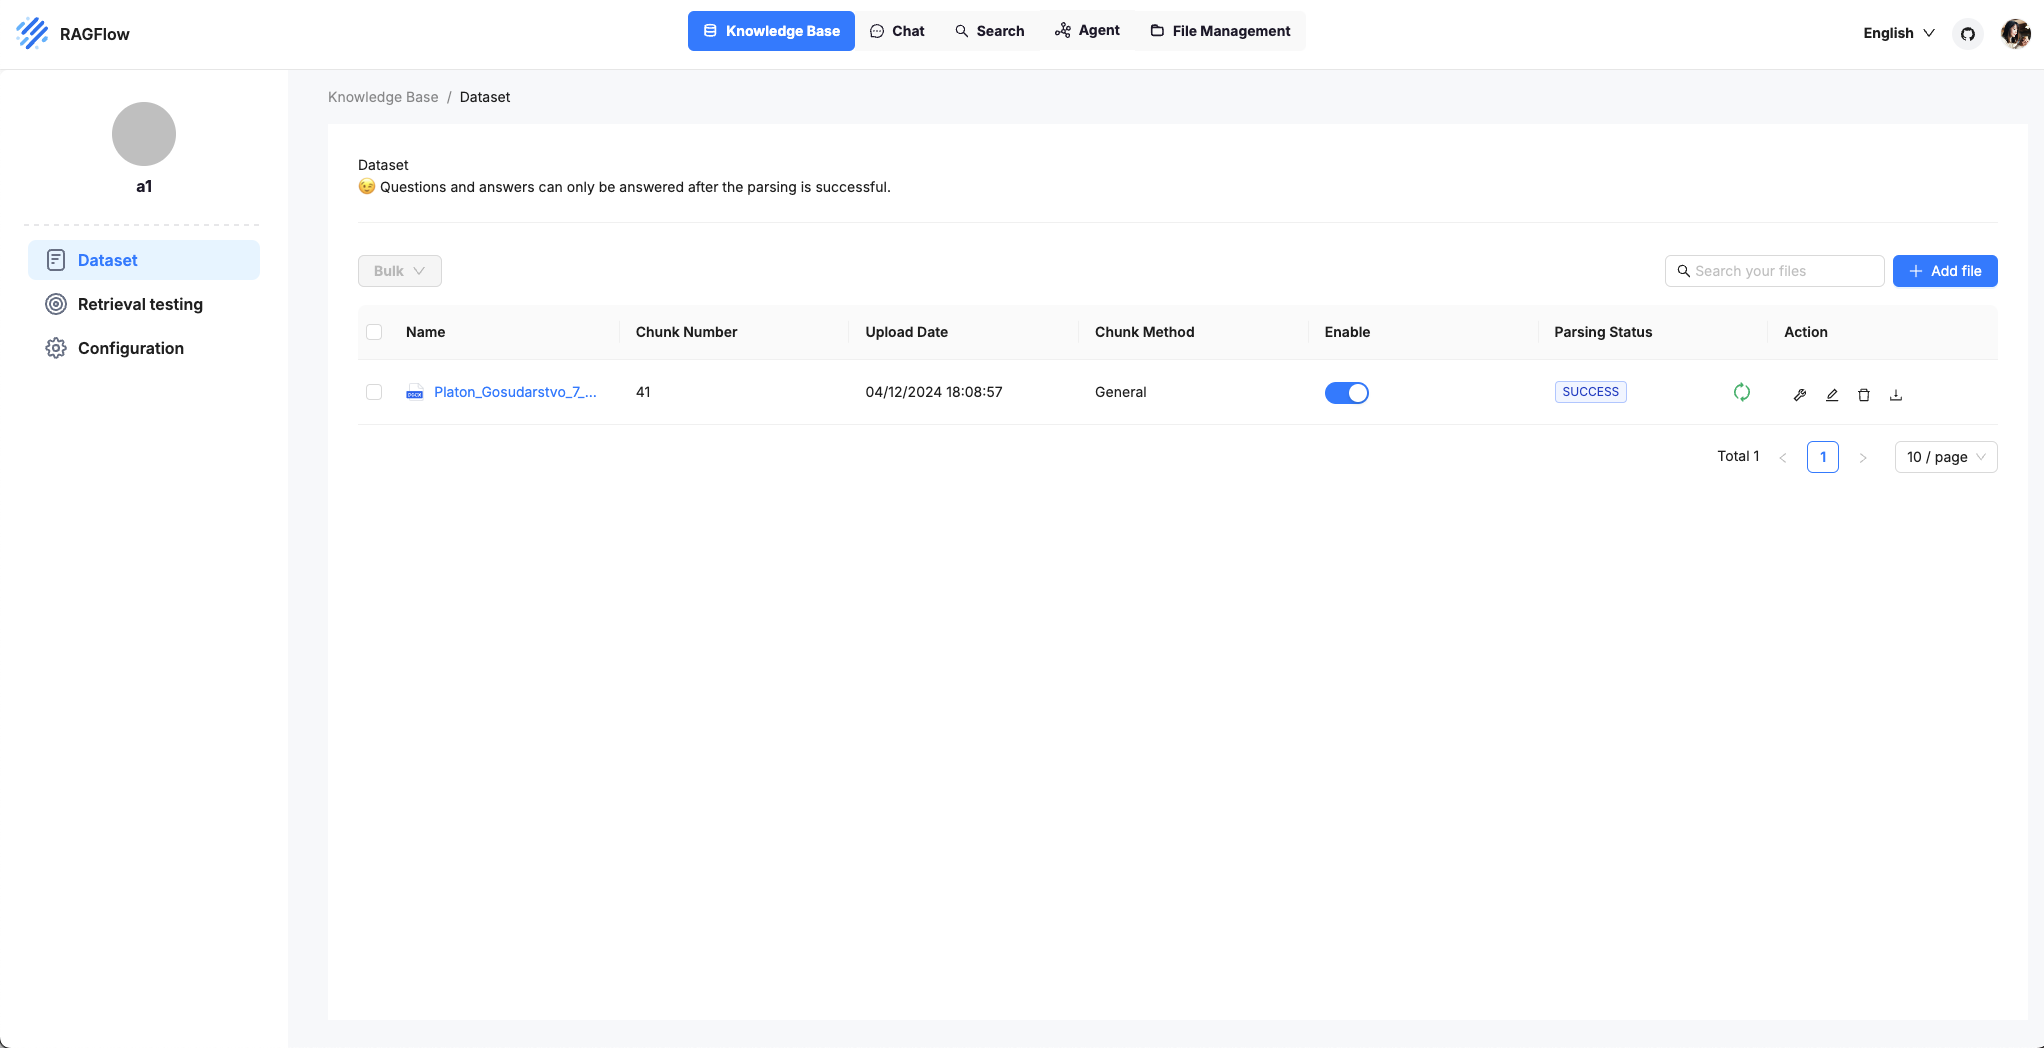 RAGFlow
Knowledge Base
Chat
Search
Agent
File Management
English
a1
Dataset
Retrieval testing
Configuration
Knowledge Base / Dataset
Dataset
😉 Questions and answers can only be answered after the parsing is successful.
Bulk
Search your files
Add file
Name Chunk Number Upload Date Chunk Method Enable Parsing Status Action
DOCX Platon_Gosudarstvo_7_... 41 04/12/2024 18:08:57 General SUCCESS
Total 1 < 1 > 10 / page